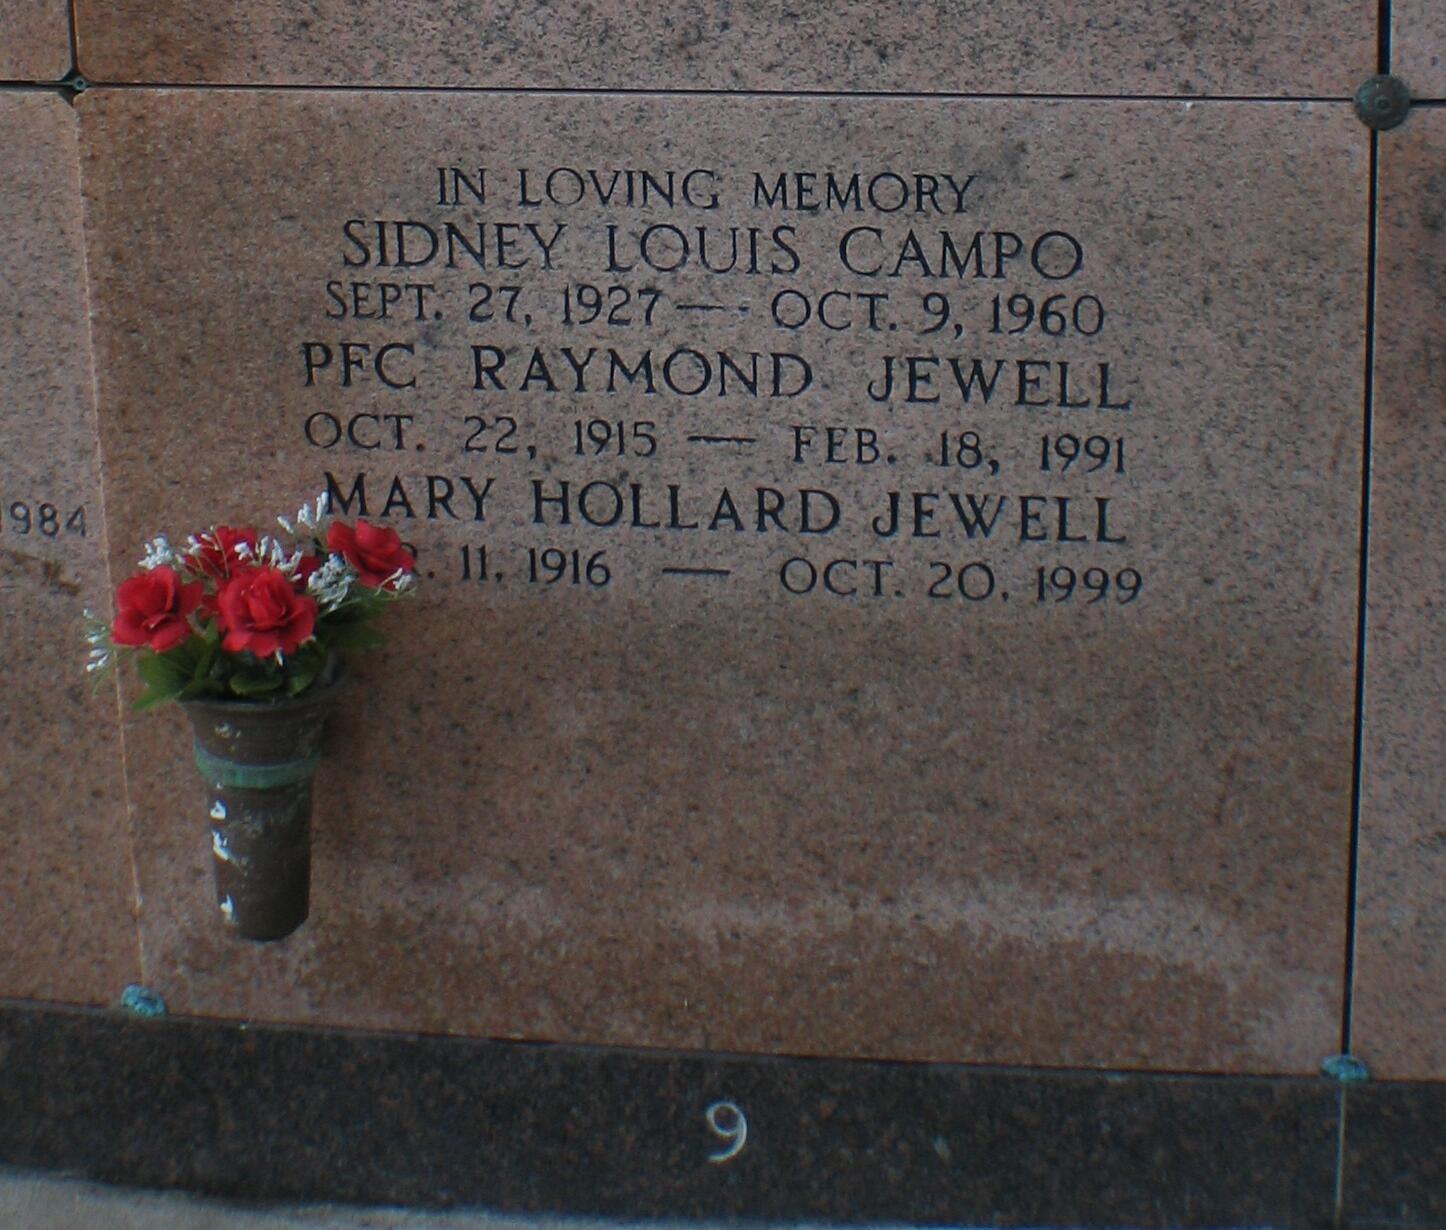 IN LOVING MEMORY
SIDNEY LOUIS CAMPO
SEPT. 27, 1927 — OCT. 9, 1960
PFC RAYMOND JEWELL
OCT. 22, 1915 — FEB. 18, 1991
MARY HOLLARD JEWELL
11, 1916 — OCT. 20, 1999
1984
9